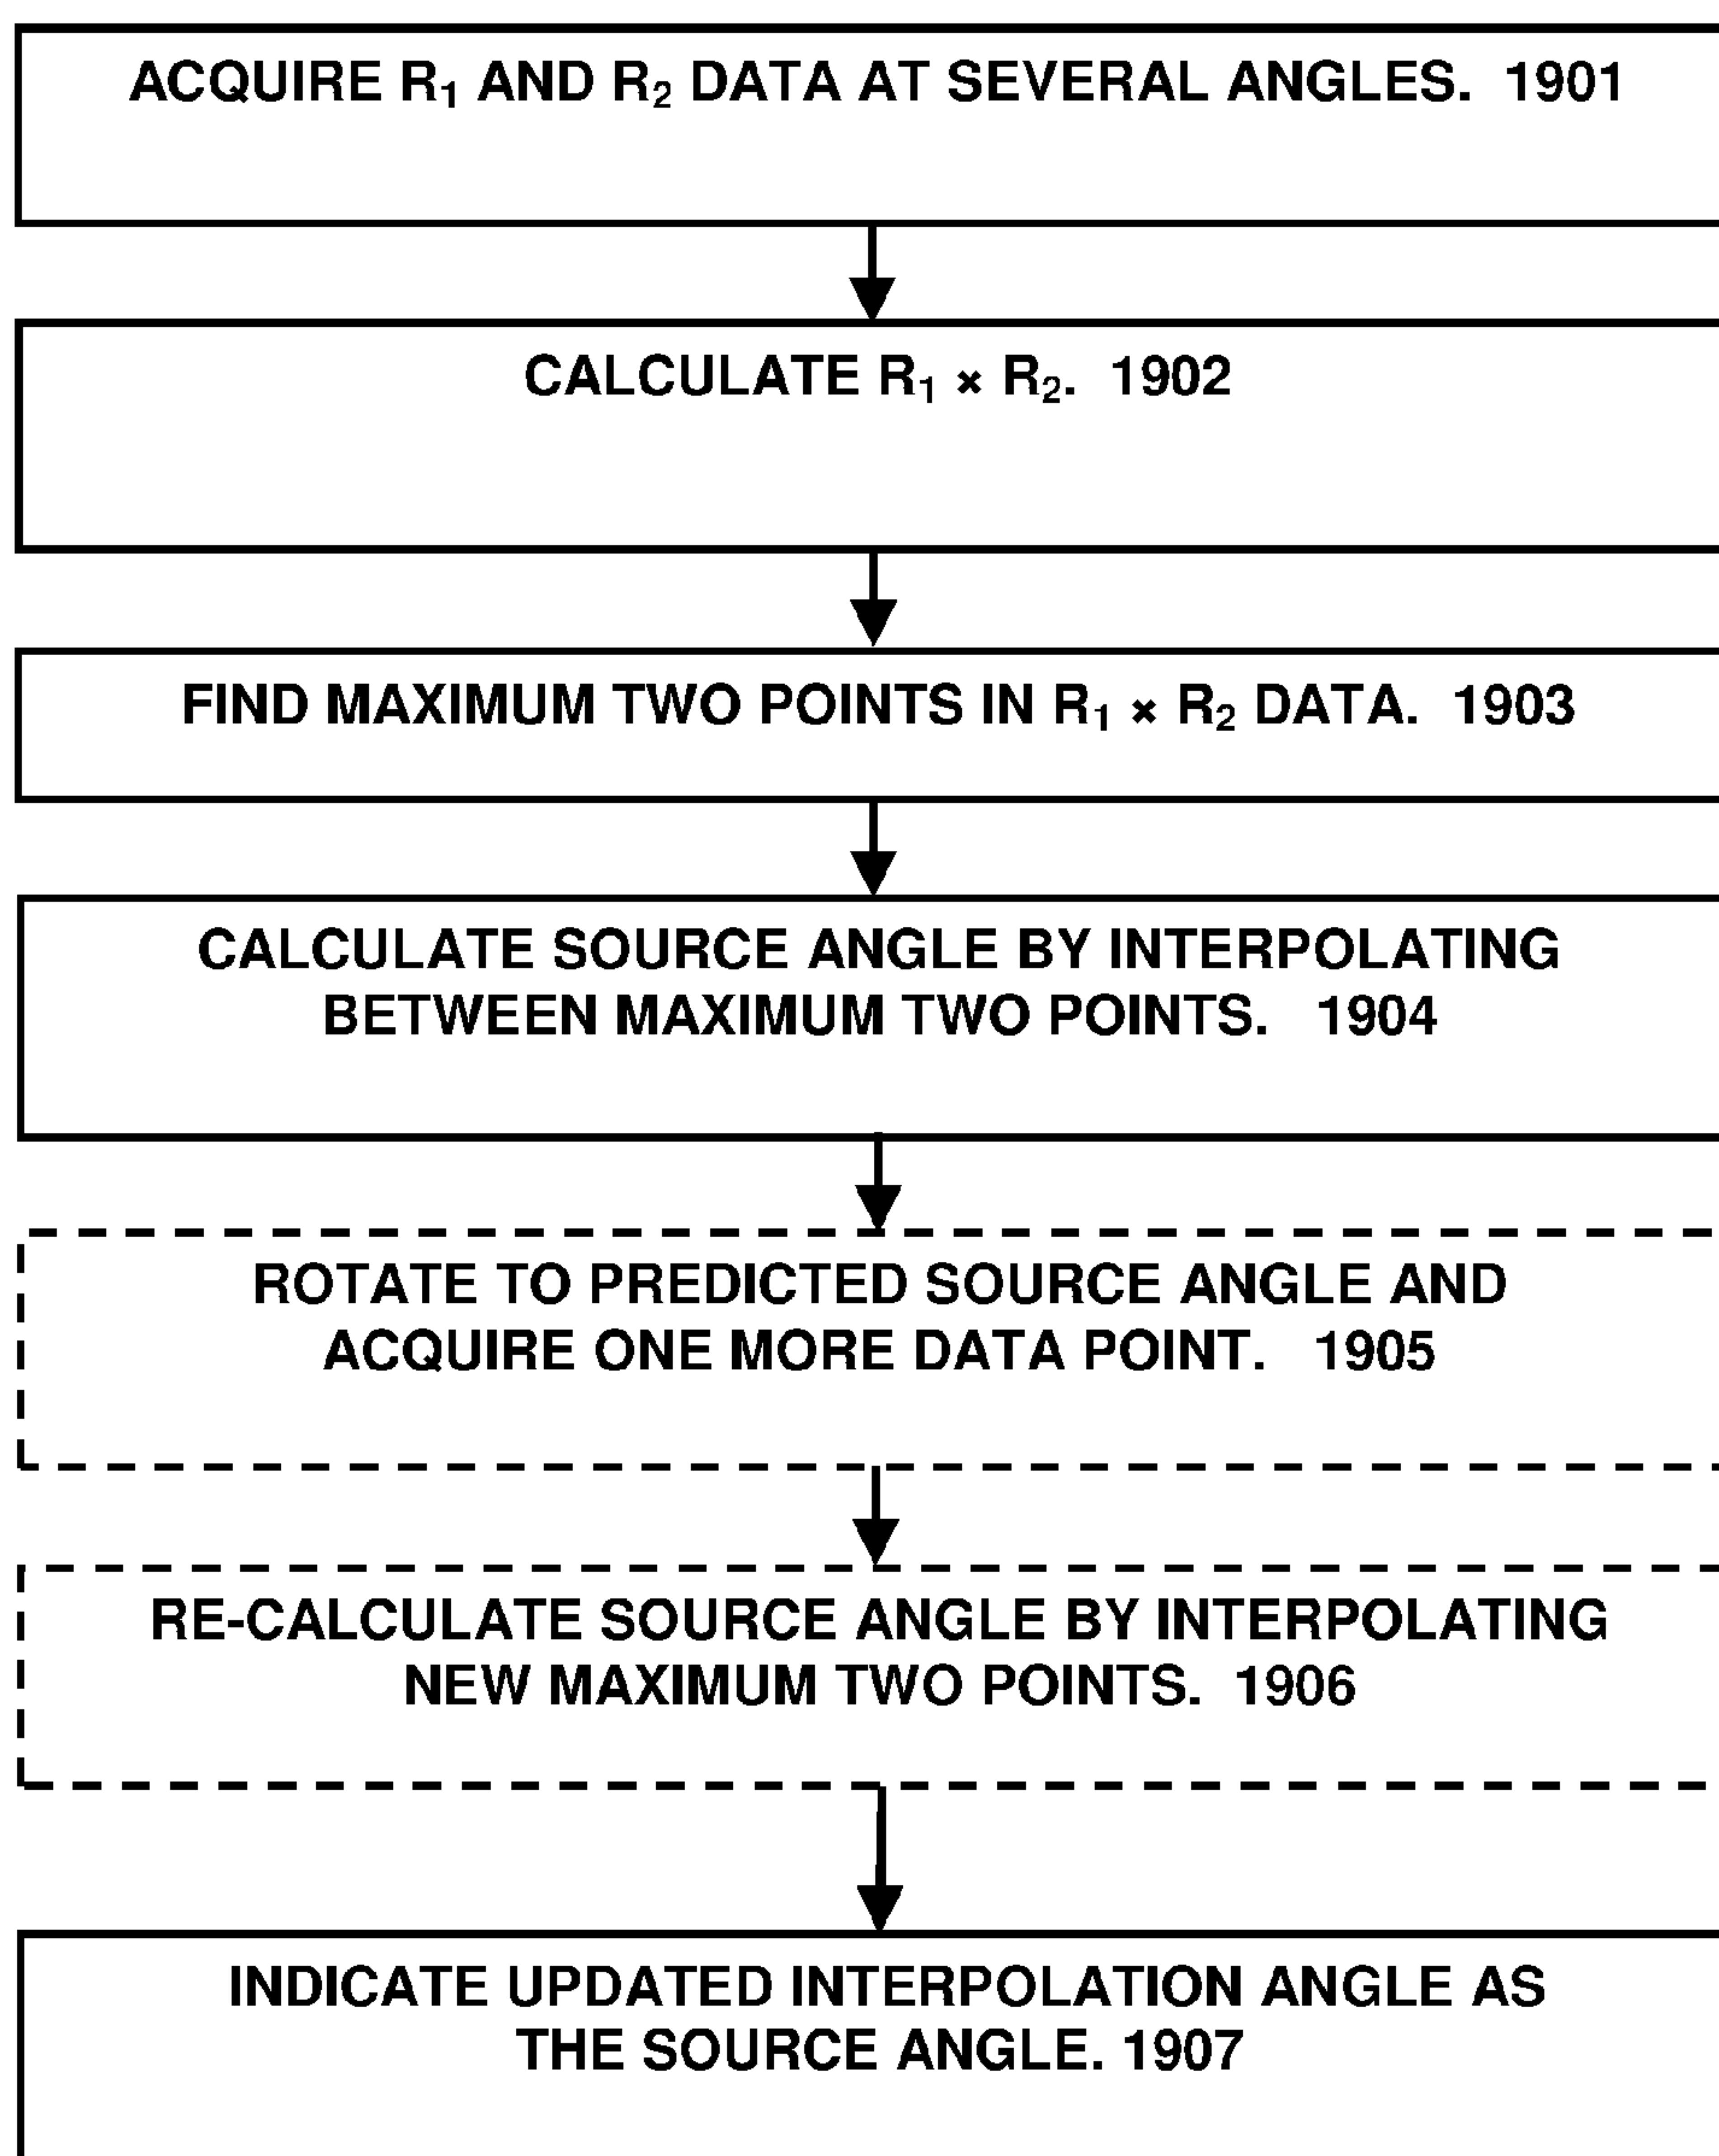 ACQUIRE R₁ AND R₂ DATA AT SEVERAL ANGLES. 1901
CALCULATE R₁ × R₂. 1902
FIND MAXIMUM TWO POINTS IN R₁ × R₂ DATA. 1903
CALCULATE SOURCE ANGLE BY INTERPOLATING
BETWEEN MAXIMUM TWO POINTS. 1904
ROTATE TO PREDICTED SOURCE ANGLE AND
ACQUIRE ONE MORE DATA POINT. 1905
RE-CALCULATE SOURCE ANGLE BY INTERPOLATING
NEW MAXIMUM TWO POINTS. 1906
INDICATE UPDATED INTERPOLATION ANGLE AS
THE SOURCE ANGLE. 1907